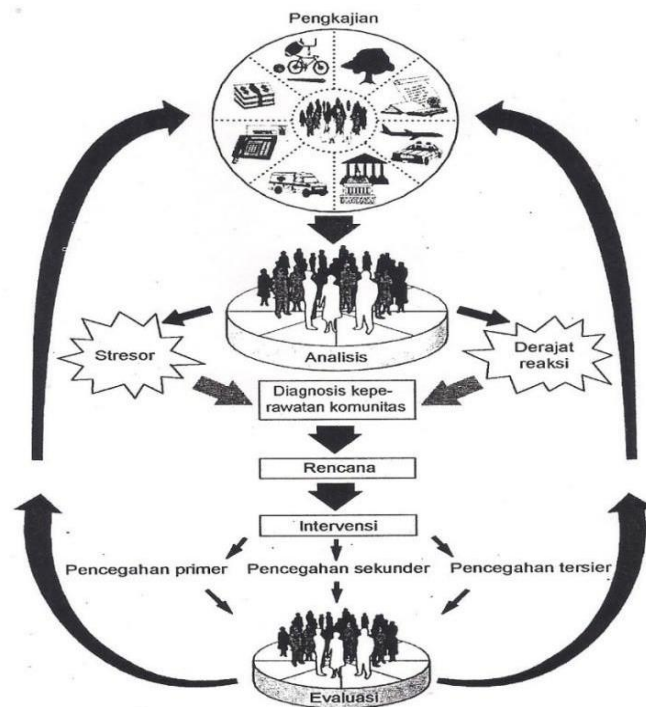 Pengkajian
Analisis
Stresor
Derajat
reaksi
Diagnosis kepe-
rawatan komunitas
Rencana
Intervensi
Pencegahan primer
Pencegahan sekunder
Pencegahan tersier
Evaluasi